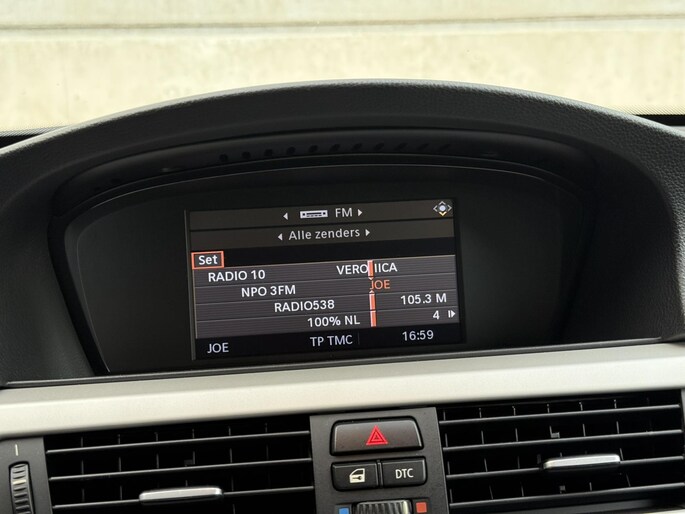 FM
Alle zenders
Set
RADIO 10 VERONIICA
NPO 3FM JOE
RADIO538 105.3 M
100% NL 4
JOE TP TMC 16:59
DTC